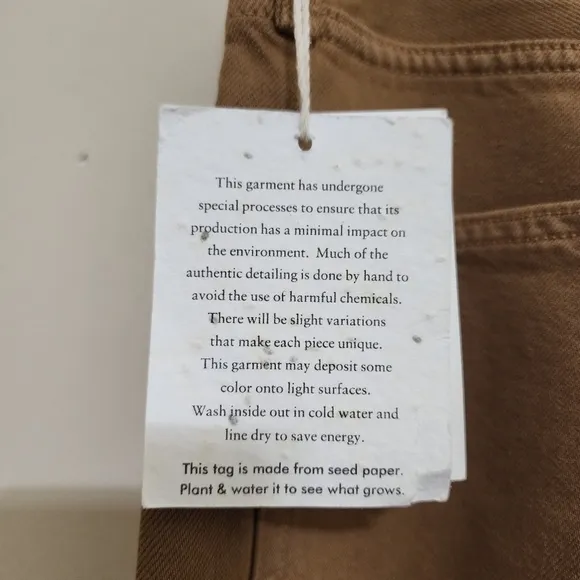 This garment has undergone
special processes to ensure that its
production has a minimal impact on
the environment. Much of the
authentic detailing is done by hand to
avoid the use of harmful chemicals.
There will be slight variations
that make each piece unique.
This garment may deposit some
color onto light surfaces.
Wash inside out in cold water and
line dry to save energy.
This tag is made from seed paper.
Plant & water it to see what grows.